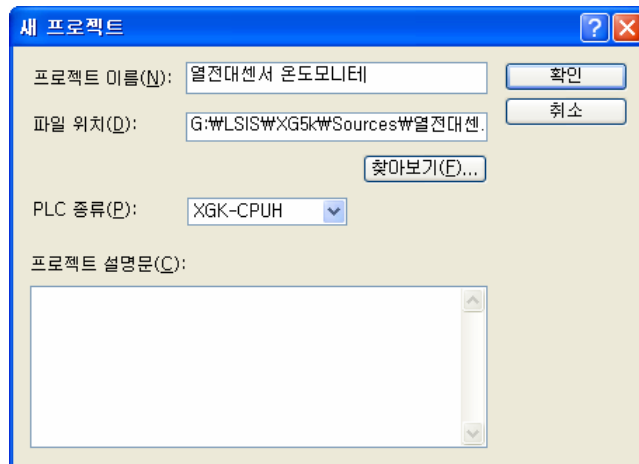 새 프로젝트
프로젝트 이름(N): 열전대센서 온도모니터 확인
파일 위치(D): G:\LSIS\XG5k\Sources\열전대센. 취소
찾아보기(F)...
PLC 종류(P): XGK-CPUH
프로젝트 설명문(C):